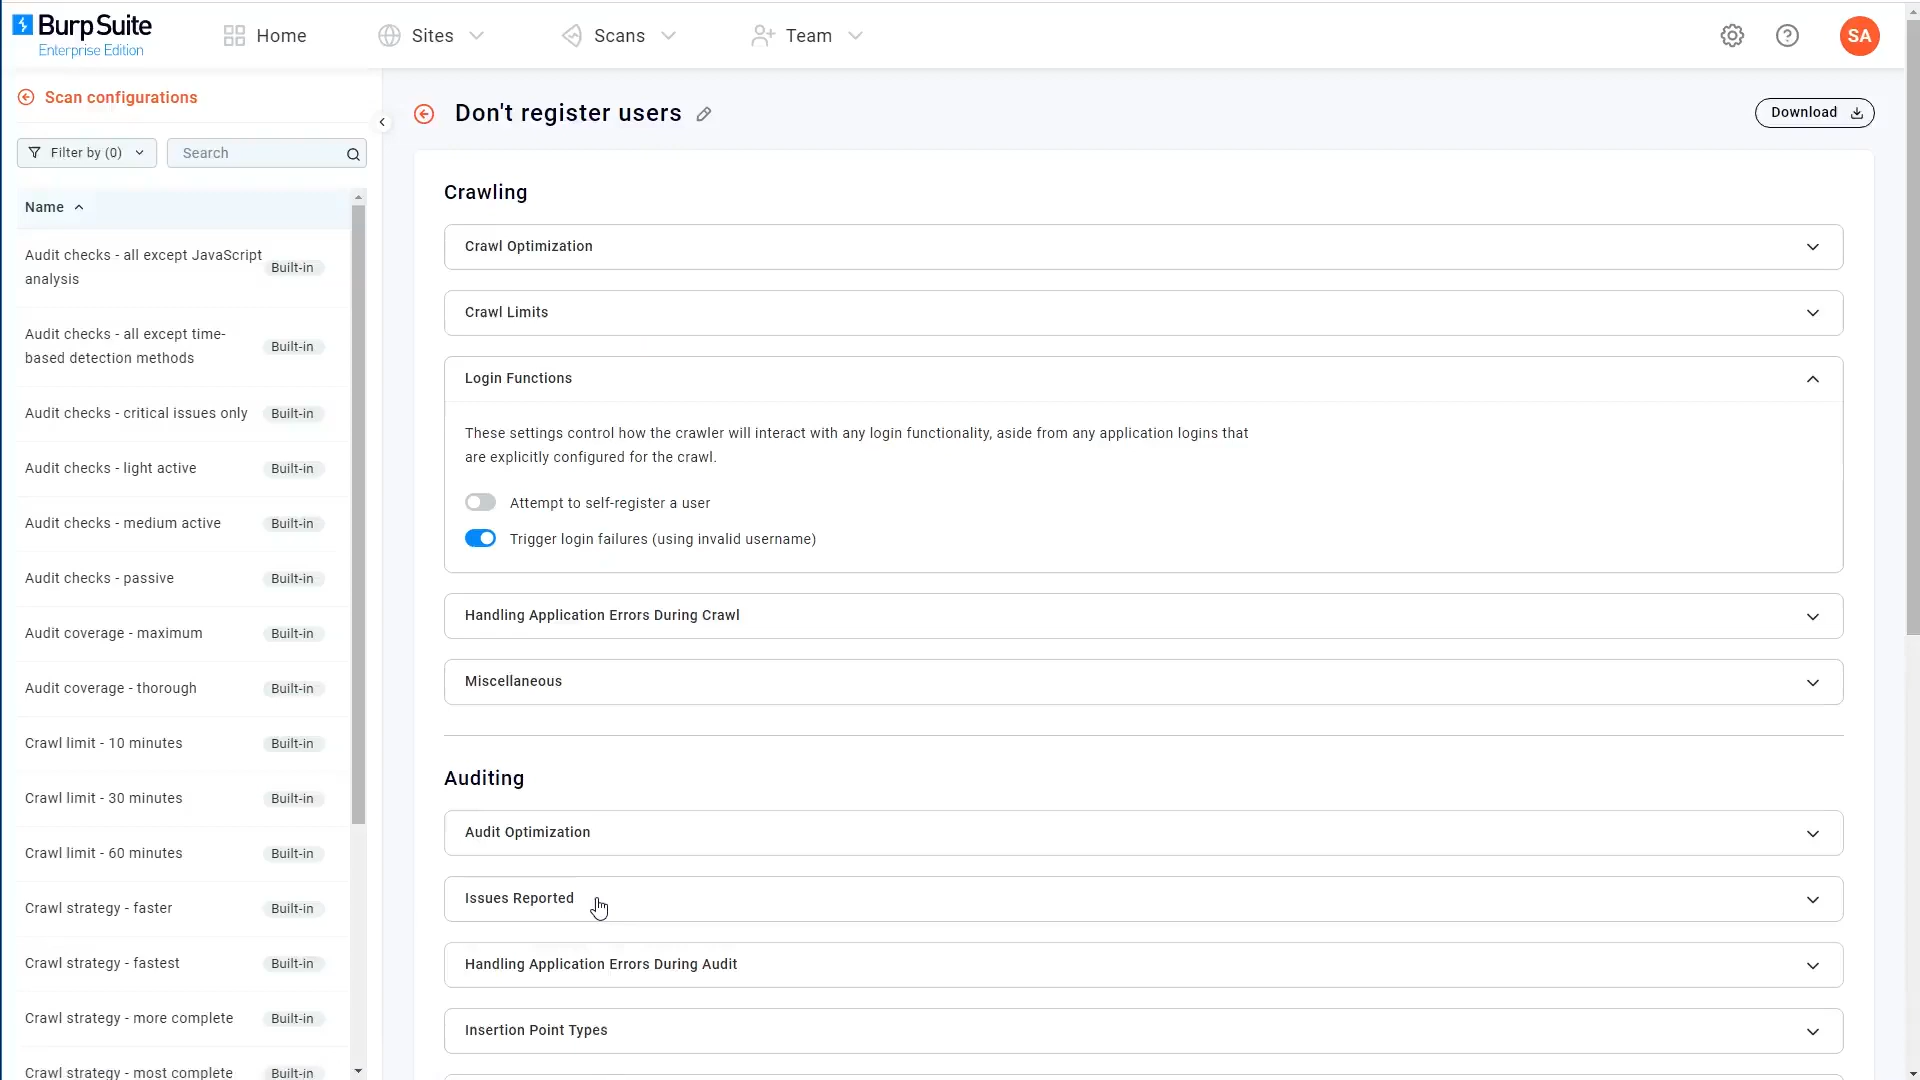 Burp Suite
Enterprise Edition
Home
Sites
Scans
Team
SA
Scan configurations
Filter by (0)
Search
Name
Audit checks - all except JavaScript
analysis
Built-in
Audit checks - all except time-
based detection methods
Built-in
Audit checks - critical issues only
Built-in
Audit checks - light active
Built-in
Audit checks - medium active
Built-in
Audit checks - passive
Built-in
Audit coverage - maximum
Built-in
Audit coverage - thorough
Built-in
Crawl limit - 10 minutes
Built-in
Crawl limit - 30 minutes
Built-in
Crawl limit - 60 minutes
Built-in
Crawl strategy - faster
Built-in
Crawl strategy - fastest
Built-in
Crawl strategy - more complete
Built-in
Crawl strategy - most complete
Built-in
Don't register users
Download
Crawling
Crawl Optimization
Crawl Limits
Login Functions
These settings control how the crawler will interact with any login functionality, aside from any application logins that
are explicitly configured for the crawl.
Attempt to self-register a user
Trigger login failures (using invalid username)
Handling Application Errors During Crawl
Miscellaneous
Auditing
Audit Optimization
Issues Reported
Handling Application Errors During Audit
Insertion Point Types